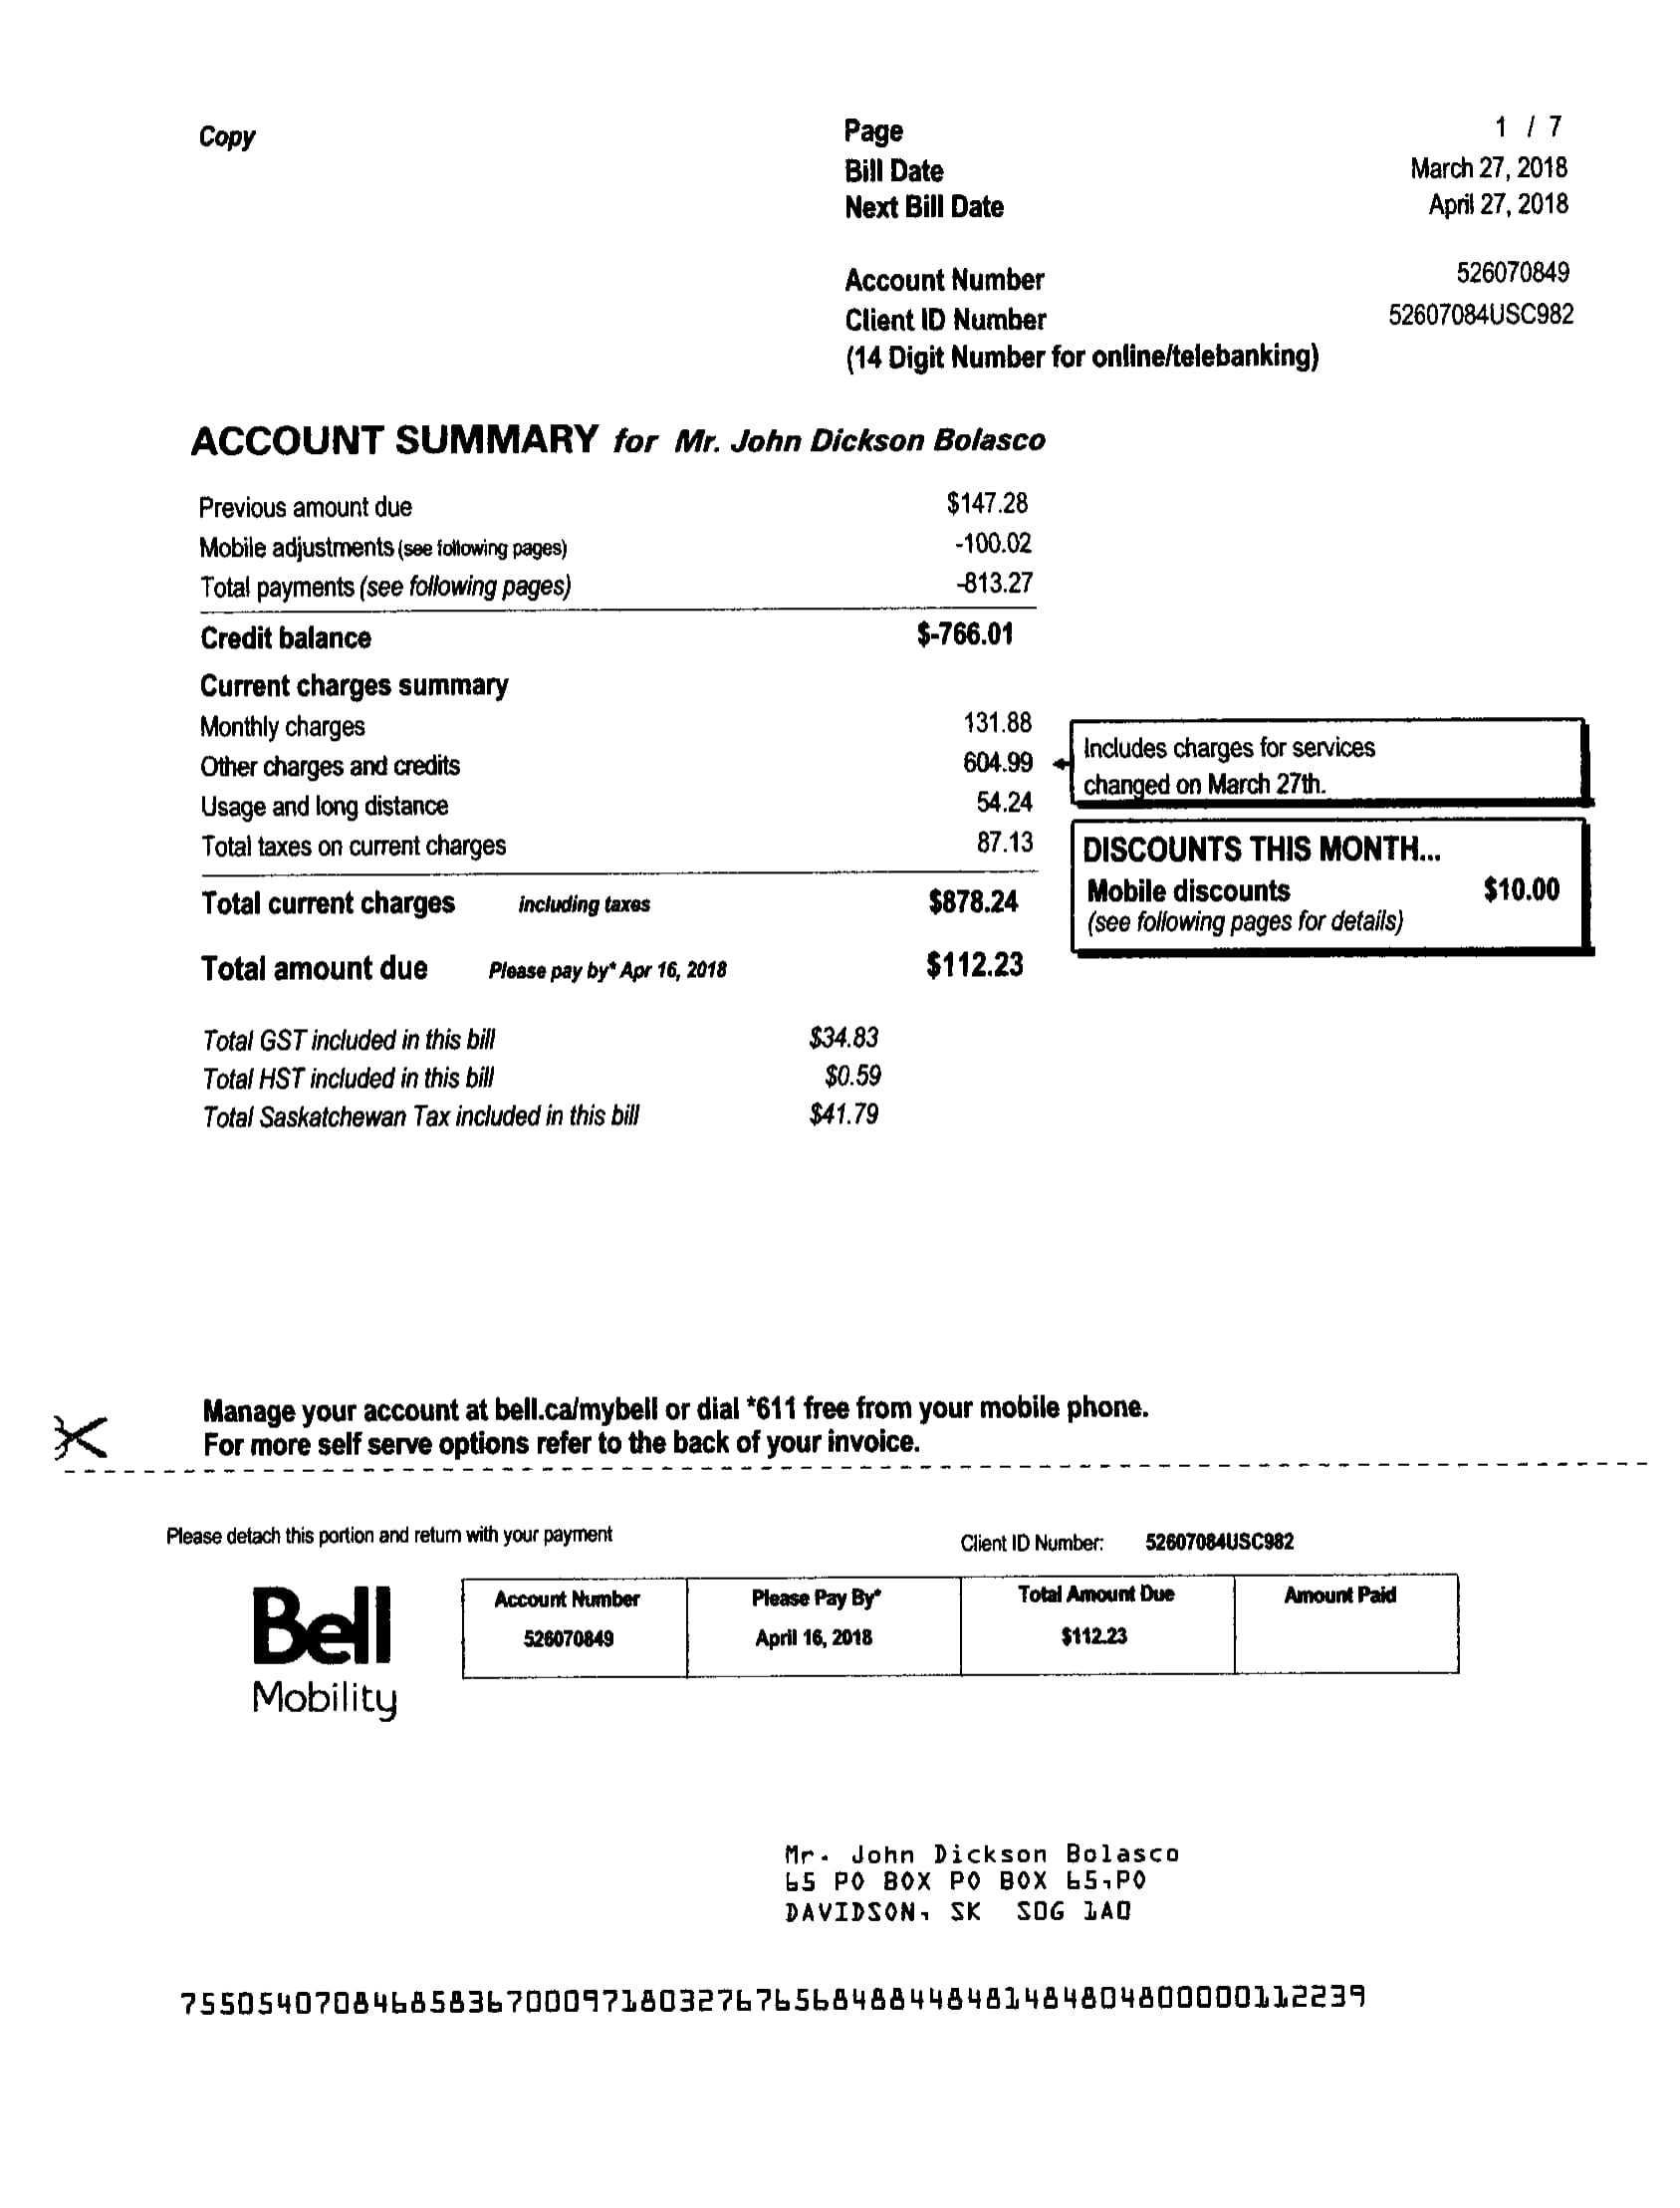 Copy
Page 1 / 7
Bill Date March 27, 2018
Next Bill Date April 27, 2018
Account Number 526070849
Client ID Number 52607084USC982
(14 Digit Number for online/telebanking)
ACCOUNT SUMMARY for Mr. John Dickson Bolasco
Previous amount due $147.28
Mobile adjustments (see following pages) -100.02
Total payments (see following pages) -813.27
Credit balance $-766.01
Current charges summary
Monthly charges 131.88
Other charges and credits 604.99
Usage and long distance 54.24
Total taxes on current charges 87.13
Includes charges for services
changed on March 27th.
DISCOUNTS THIS MONTH...
Mobile discounts $10.00
(see following pages for details)
Total current charges including taxes $878.24
Total amount due Please pay by* Apr 16, 2018 $112.23
Total GST included in this bill $34.83
Total HST included in this bill $0.59
Total Saskatchewan Tax included in this bill $41.79
Manage your account at bell.ca/mybell or dial *611 free from your mobile phone.
For more self serve options refer to the back of your invoice.
Please detach this portion and return with your payment
Client ID Number: 52607084USC982
Bell
Mobility
Account Number Please Pay By* Total Amount Due Amount Paid
526070849 April 16, 2018 $112.23
Mr. John Dickson Bolasco
65 PO BOX PO BOX 65,PO
DAVIDSON, SK S0G 1A0
75505407084685836700097180327676568488448481484804800000112239